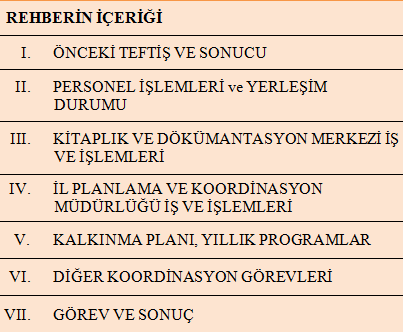 REHBERİN İÇERİĞİ
I. ÖNCEKİ TEFTİŞ VE SONUCU
II. PERSONEL İŞLEMLERİ ve YERLEŞİM
DURUMU
III. KİTAPLIK VE DÖKÜMANTASYON MERKEZİ İŞ
VE İŞLEMLERİ
IV. İL PLANLAMA VE KOORDİNASYON
MÜDÜRLÜĞÜ İŞ VE İŞLEMLERİ
V. KALKINMA PLANI, YILLIK PROGRAMLAR
VI. DİĞER KOORDİNASYON GÖREVLERİ
VII. GÖREV VE SONUÇ